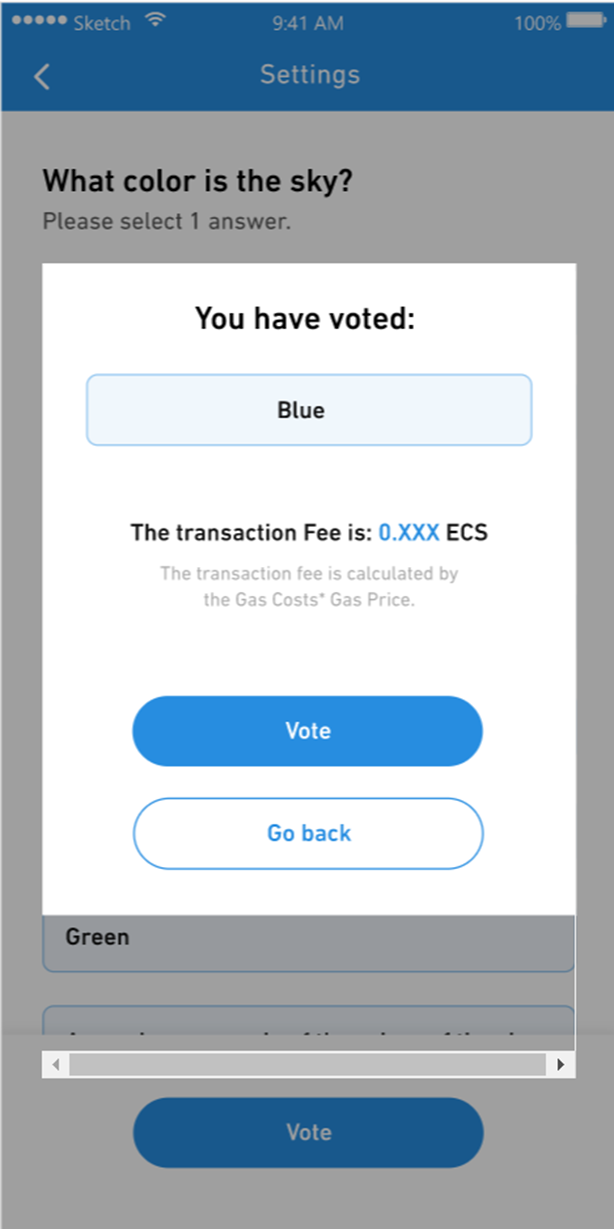 Sketch 9:41 AM 100%
Settings
What color is the sky?
Please select 1 answer.
You have voted:
Blue
The transaction Fee is: 0.XXX ECS
The transaction fee is calculated by
the Gas Costs* Gas Price.
Vote
Go back
Green
Vote